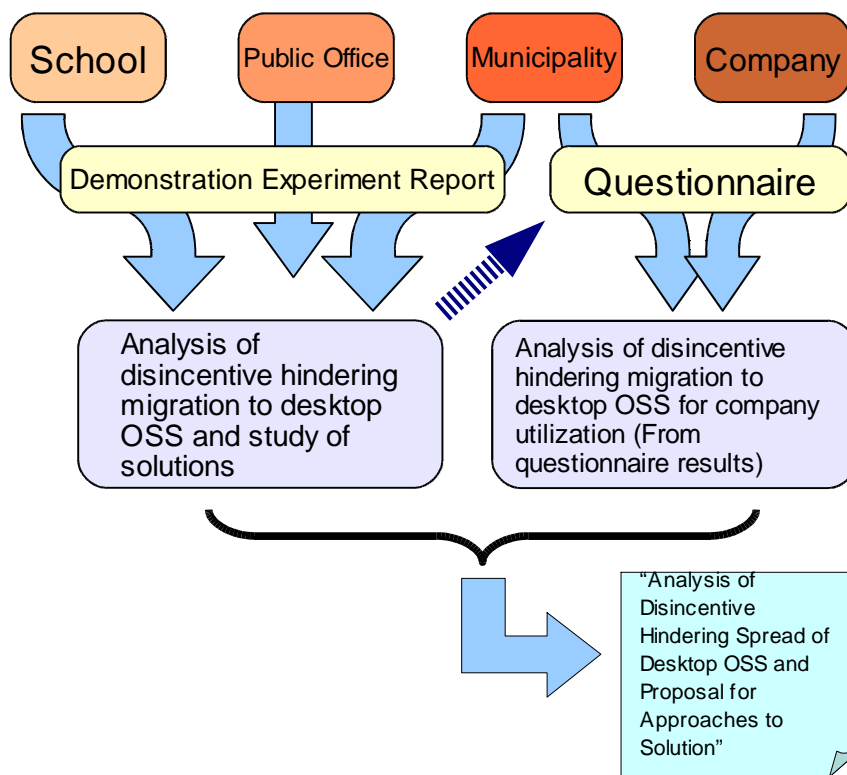 School
Public Office
Municipality
Company
Demonstration Experiment Report
Questionnaire
Analysis of
disincentive hindering
migration to desktop
OSS and study of
solutions
Analysis of disincentive
hindering migration to
desktop OSS for company
utilization (From
questionnaire results)
“Analysis of
Disincentive
Hindering Spread of
Desktop OSS and
Proposal for
Approaches to
Solution”